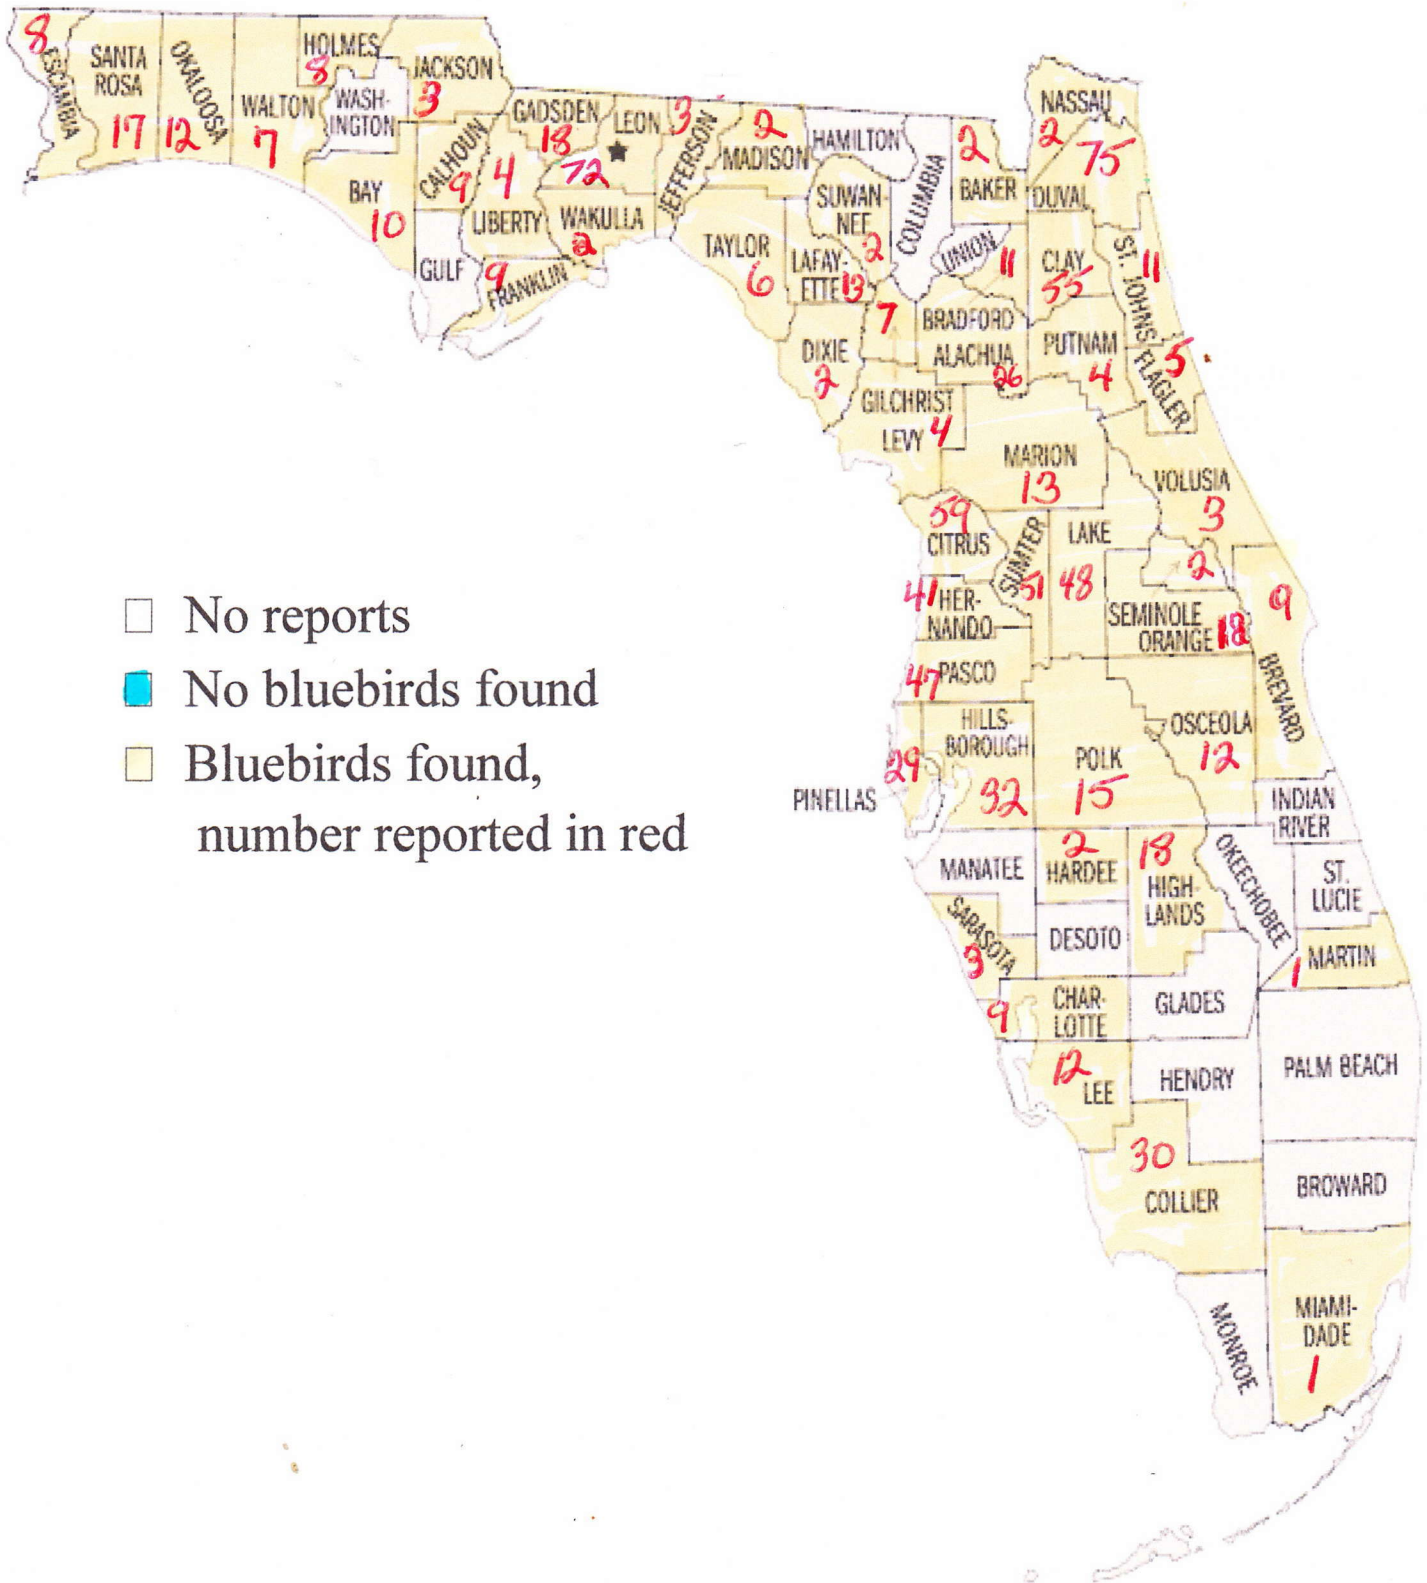 8
ESCAMBIA
SANTA
ROSA
17
OKALOOSA
12
WALTON
7
HOLMES
8
WASH-
INGTON
JACKSON
3
BAY
10
CALHOUN
9
GULF
GADSDEN
18
4
LIBERTY
9
FRANKLIN
LEON
72
WAKULLA
2
3
JEFFERSON
2
MADISON
TAYLOR
6
HAMILTON
SUWAN-
NEE
2
LAFAY-
ETTE 13
DIXIE
2
COLUMBIA
2
BAKER
NASSAU
2
75
DUVAL
UNION
11
CLAY
55
ST. JOHNS
11
7
BRADFORD
ALACHUA
26
PUTNAM
4
FLAGLER
5
GILCHRIST
LEVY 4
MARION
13
VOLUSIA
3
59
CITRUS
SUMTER
51
LAKE
48
41
HER-
NANDO
2
SEMINOLE
ORANGE 18
9
BREVARD
47 PASCO
HILLS-
BOROUGH
32
29
PINELLAS
POLK
15
OSCEOLA
12
INDIAN
RIVER
MANATEE
2
HARDEE
18
HIGH-
LANDS
OKEECHOBEE
ST.
LUCIE
SARASOTA
3
DESOTO
1 MARTIN
9
CHAR-
LOTTE
GLADES
12
LEE
HENDRY
PALM BEACH
30
COLLIER
BROWARD
MONROE
MIAMI-
DADE
1
No reports
No bluebirds found
Bluebirds found,
number reported in red